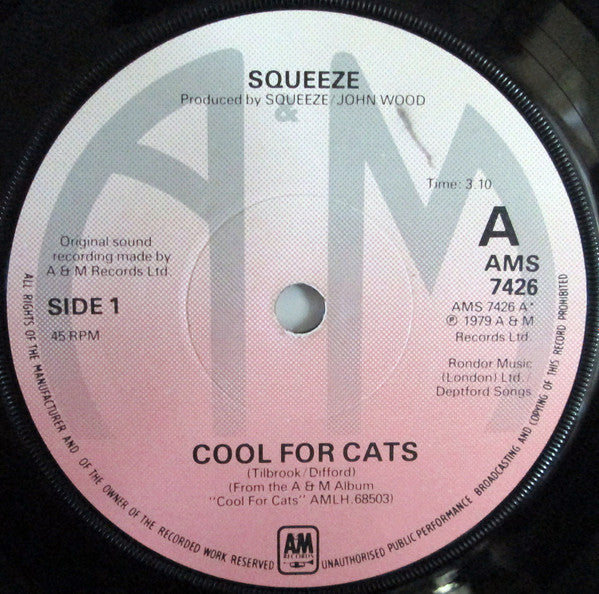 SQUEEZE
Produced by SQUEEZE/JOHN WOOD
A&M
Time: 3.10
A
AMS
7426
AMS 7426 A*
℗ 1979 A & M
Records Ltd.
Rondor Music
(London) Ltd./
Deptford Songs
Original sound
recording made by
A & M Records Ltd.
SIDE 1
45 RPM
COOL FOR CATS
(Tilbrook/Difford)
(From the A & M Album
"Cool For Cats" AMLH. 68503)
ALL RIGHTS OF THE MANUFACTURER AND OF THE OWNER OF THE RECORDED WORK RESERVED
AM
RECORDS
UNAUTHORISED PUBLIC PERFORMANCE BROADCASTING AND COPYING OF THIS RECORD PROHIBITED